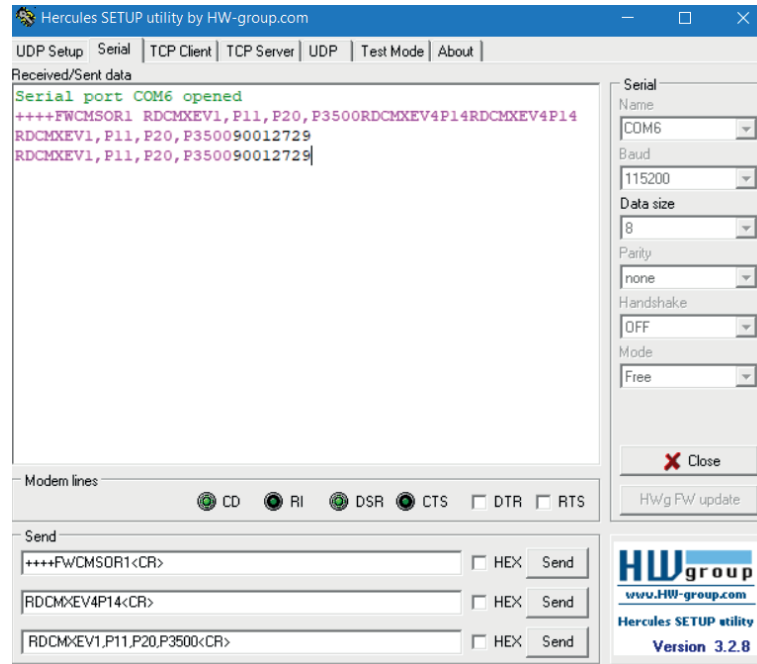 Hercules SETUP utility by HW-group.com
UDP Setup Serial TCP Client TCP Server UDP Test Mode About
Received/Sent data
Serial port COM6 opened
++++FWCMSOR1 RDCMXEV1,P11,P20,P3500RDCMXEV4P14RDCMXEV4P14
RDCMXEV1,P11,P20,P350090012729
RDCMXEV1,P11,P20,P350090012729
Serial
Name
COM6
Baud
115200
Data size
8
Parity
none
Handshake
OFF
Mode
Free
Close
HWg FW update
Modem lines
CD RI DSR CTS DTR RTS
Send
++++FWCMSOR1<CR> HEX Send
RDCMXEV4P14<CR> HEX Send
RDCMXEV1,P11,P20,P3500<CR> HEX Send
HW group
www.HW-group.com
Hercules SETUP utility
Version 3.2.8